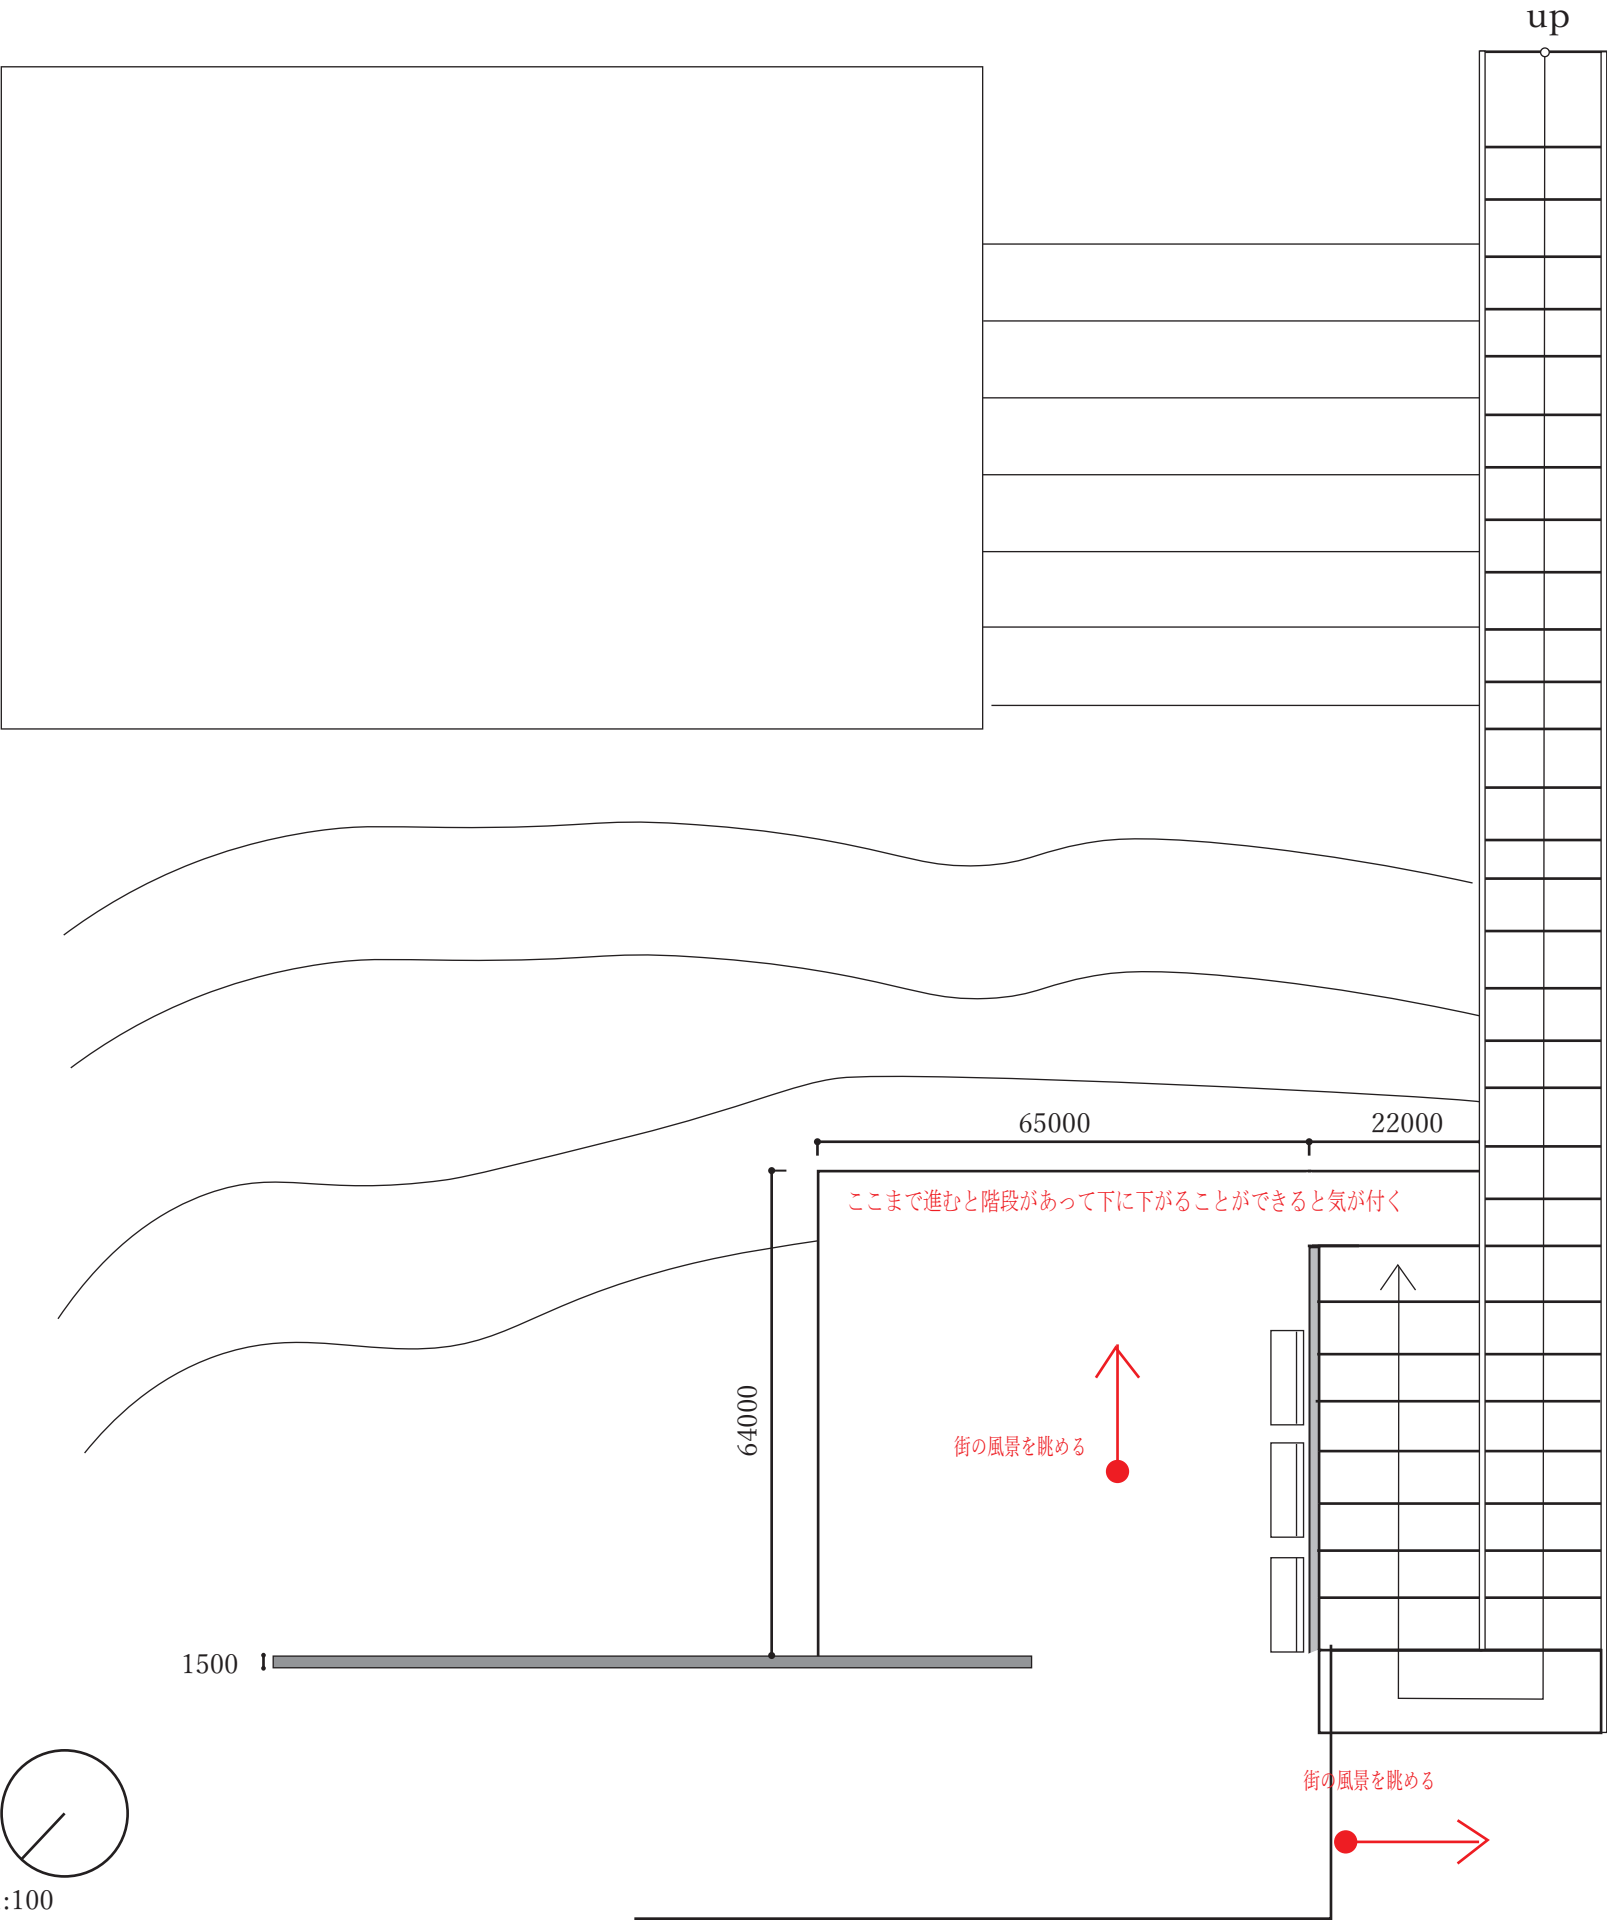 up
65000
22000
ここまで進むと階段があって下に下がることができると気が付く
64000
街の風景を眺める
1500
街の風景を眺める
:100